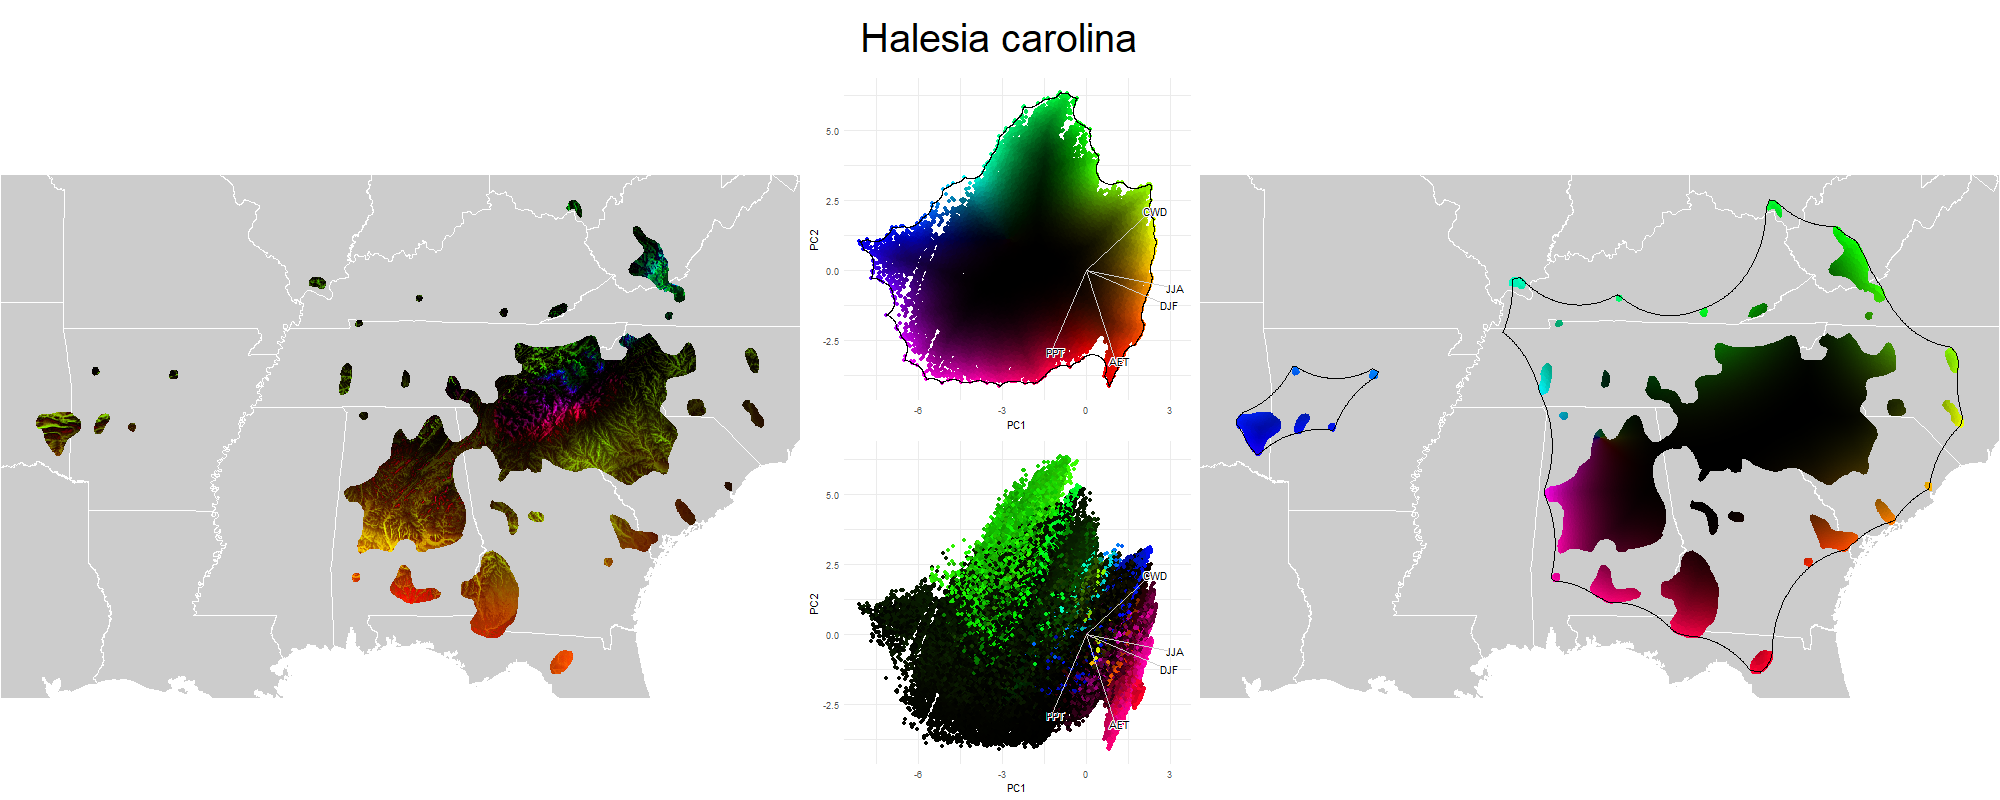 Halesia carolina
5.0
2.5
0.0
-2.5
PC2
CWD
JJA
DJF
PPT
AET
-6
-3
0
3
PC1
5.0
2.5
0.0
-2.5
PC2
CWD
JJA
DJF
PPT
AET
-6
-3
0
3
PC1